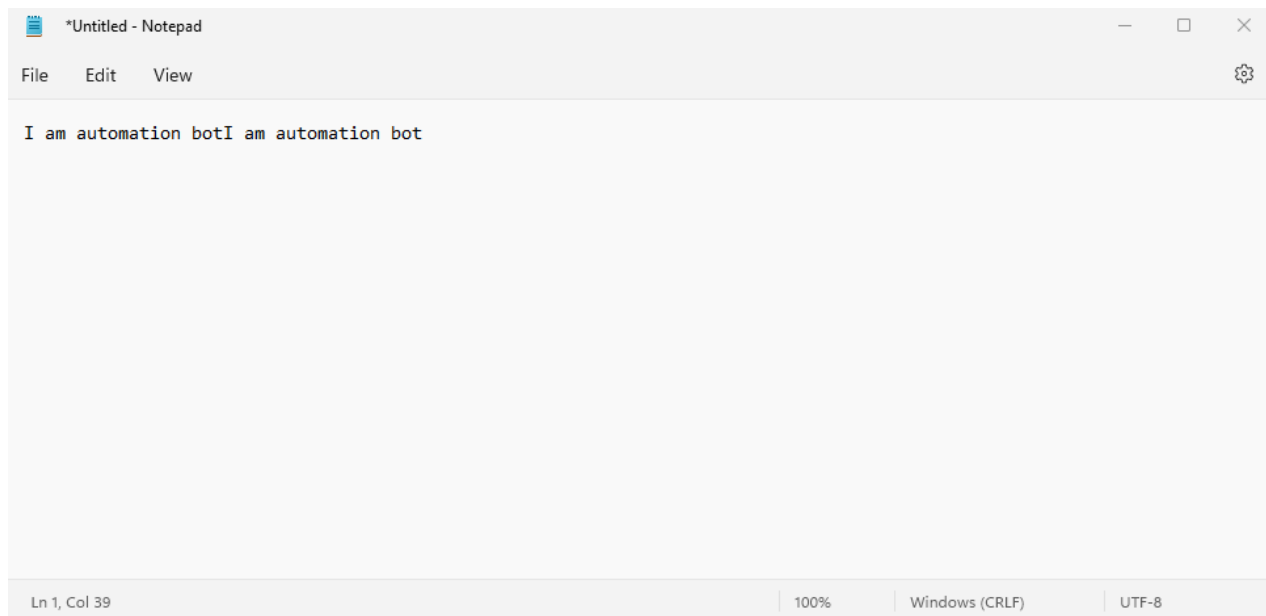 *Untitled - Notepad
File Edit View
I am automation botI am automation bot
Ln 1, Col 39 100% Windows (CRLF) UTF-8